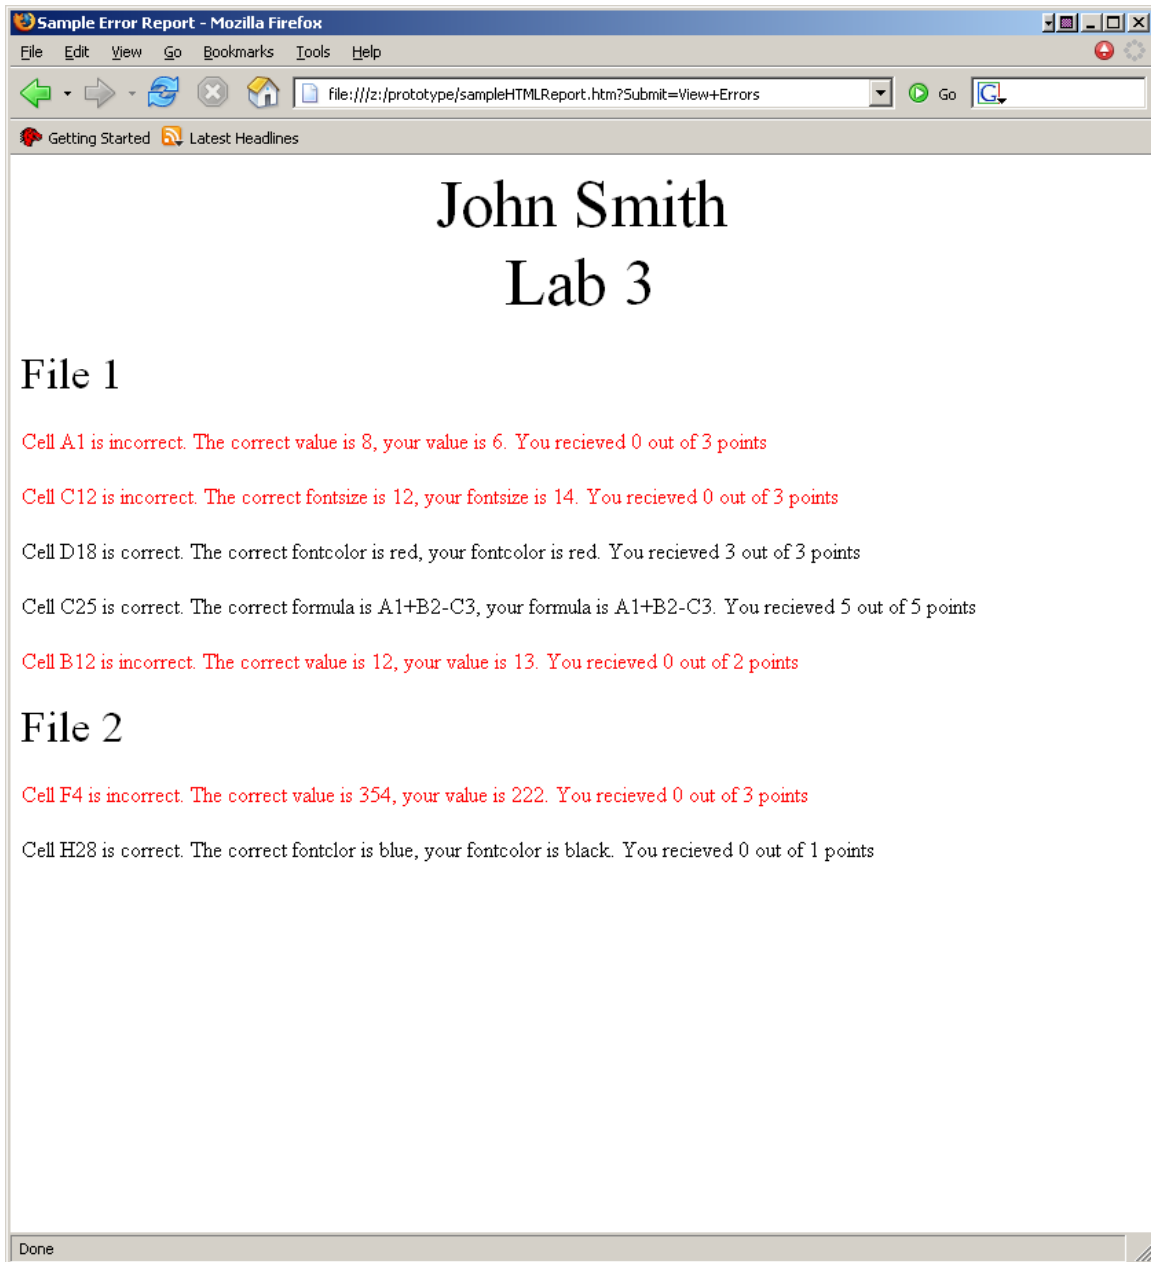 Sample Error Report - Mozilla Firefox
File Edit View Go Bookmarks Tools Help
file:///z:/prototype/sampleHTMLReport.htm?Submit=View+Errors Go G
Getting Started Latest Headlines
John Smith
Lab 3
File 1
Cell A1 is incorrect. The correct value is 8, your value is 6. You recieved 0 out of 3 points
Cell C12 is incorrect. The correct fontsize is 12, your fontsize is 14. You recieved 0 out of 3 points
Cell D18 is correct. The correct fontcolor is red, your fontcolor is red. You recieved 3 out of 3 points
Cell C25 is correct. The correct formula is A1+B2-C3, your formula is A1+B2-C3. You recieved 5 out of 5 points
Cell B12 is incorrect. The correct value is 12, your value is 13. You recieved 0 out of 2 points
File 2
Cell F4 is incorrect. The correct value is 354, your value is 222. You recieved 0 out of 3 points
Cell H28 is correct. The correct fontclor is blue, your fontcolor is black. You recieved 0 out of 1 points
Done